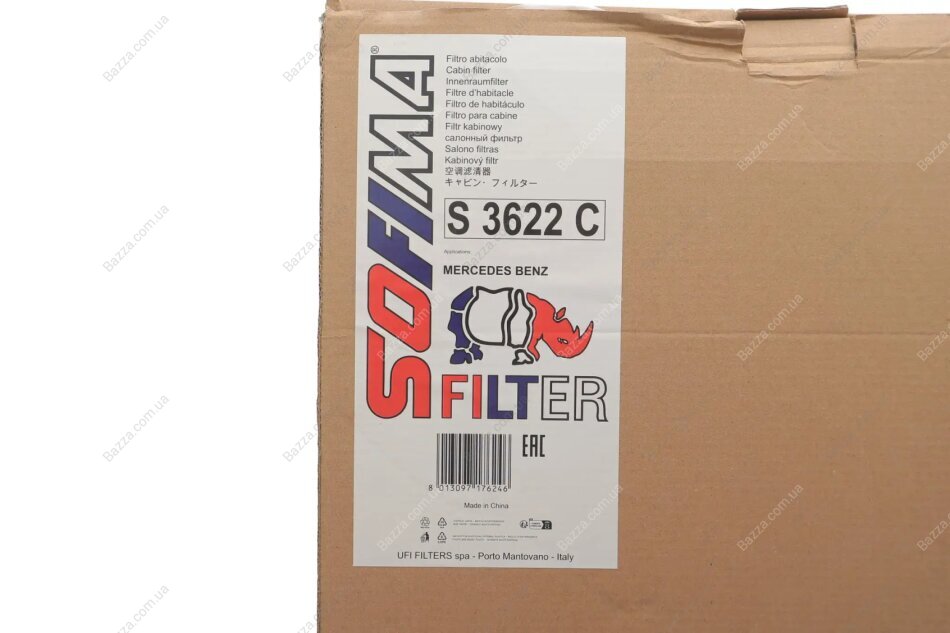 SOFIMA
Filtro abitacolo
Cabin filter
Innenraumfilter
Filtre d'habitacle
Filtro de habitáculo
Filtro para cabine
Filtr kabinowy
салонный фильтр
Salono filtras
Kabinový filtr
空调滤清器
キャビン・フィルター
S 3622 C
Applications:
MERCEDES BENZ
FILTER
EAC
8 013097 176246
Made in China
UFI FILTERS spa - Porto Mantovano - Italy
Bazza.com.ua